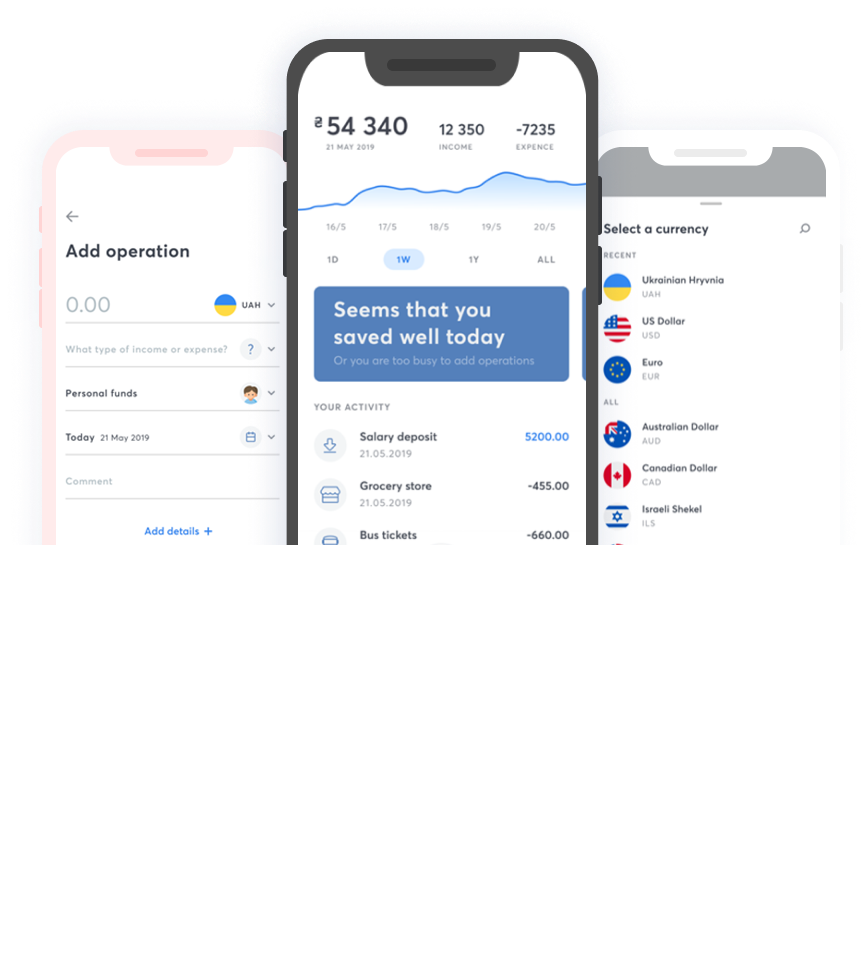 Add operation
0.00
UAH
What type of income or expense?
?
Personal funds
Today 21 May 2019
Comment
Add details +
₴54 340
21 MAY 2019
12 350
INCOME
-7235
EXPENCE
16/5 17/5 18/5 19/5 20/5
1D 1W 1Y ALL
Seems that you
saved well today
Or you are too busy to add operations
YOUR ACTIVITY
Salary deposit 5200.00
21.05.2019
Grocery store -455.00
21.05.2019
Bus tickets -660.00
Select a currency
RECENT
Ukrainian Hryvnia
UAH
US Dollar
USD
Euro
EUR
ALL
Australian Dollar
AUD
Canadian Dollar
CAD
Israeli Shekel
ILS